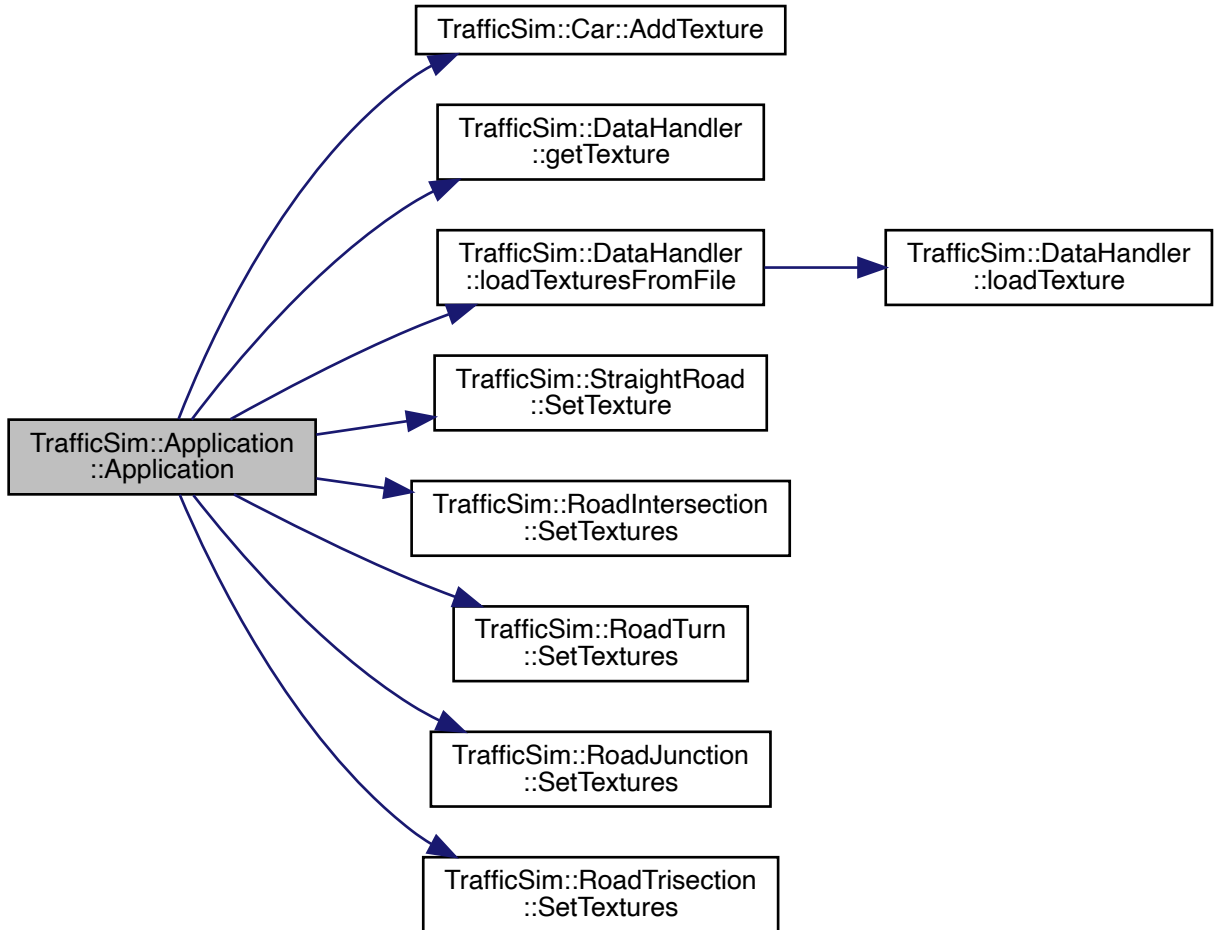 TrafficSim::Car::AddTexture
TrafficSim::DataHandler
::getTexture
TrafficSim::DataHandler
::loadTexturesFromFile
TrafficSim::DataHandler
::loadTexture
TrafficSim::StraightRoad
::SetTexture
TrafficSim::Application
::Application
TrafficSim::RoadIntersection
::SetTextures
TrafficSim::RoadTurn
::SetTextures
TrafficSim::RoadJunction
::SetTextures
TrafficSim::RoadTrisection
::SetTextures